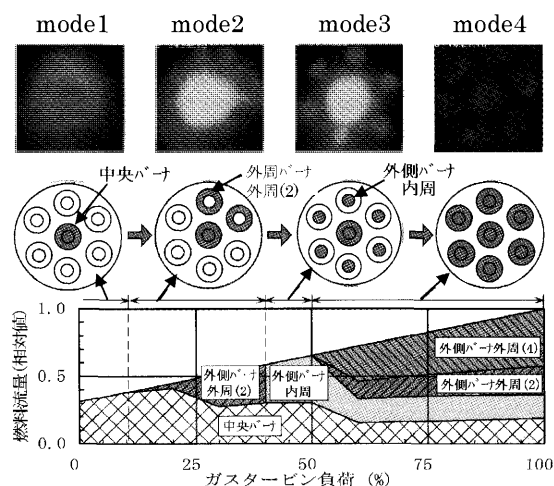 mode1 mode2 mode3 mode4
中央バーナ
外周バーナ
外周(2)
外側バーナ
内周
燃料流量(相対値)
1.0
0.5
0.0
外側バーナ
外周(2)
外側バーナ
内周
外側バーナ外周(4)
外側バーナ外周(2)
中央バーナ
0 25 50 75 100
ガスタービン負荷 (%)